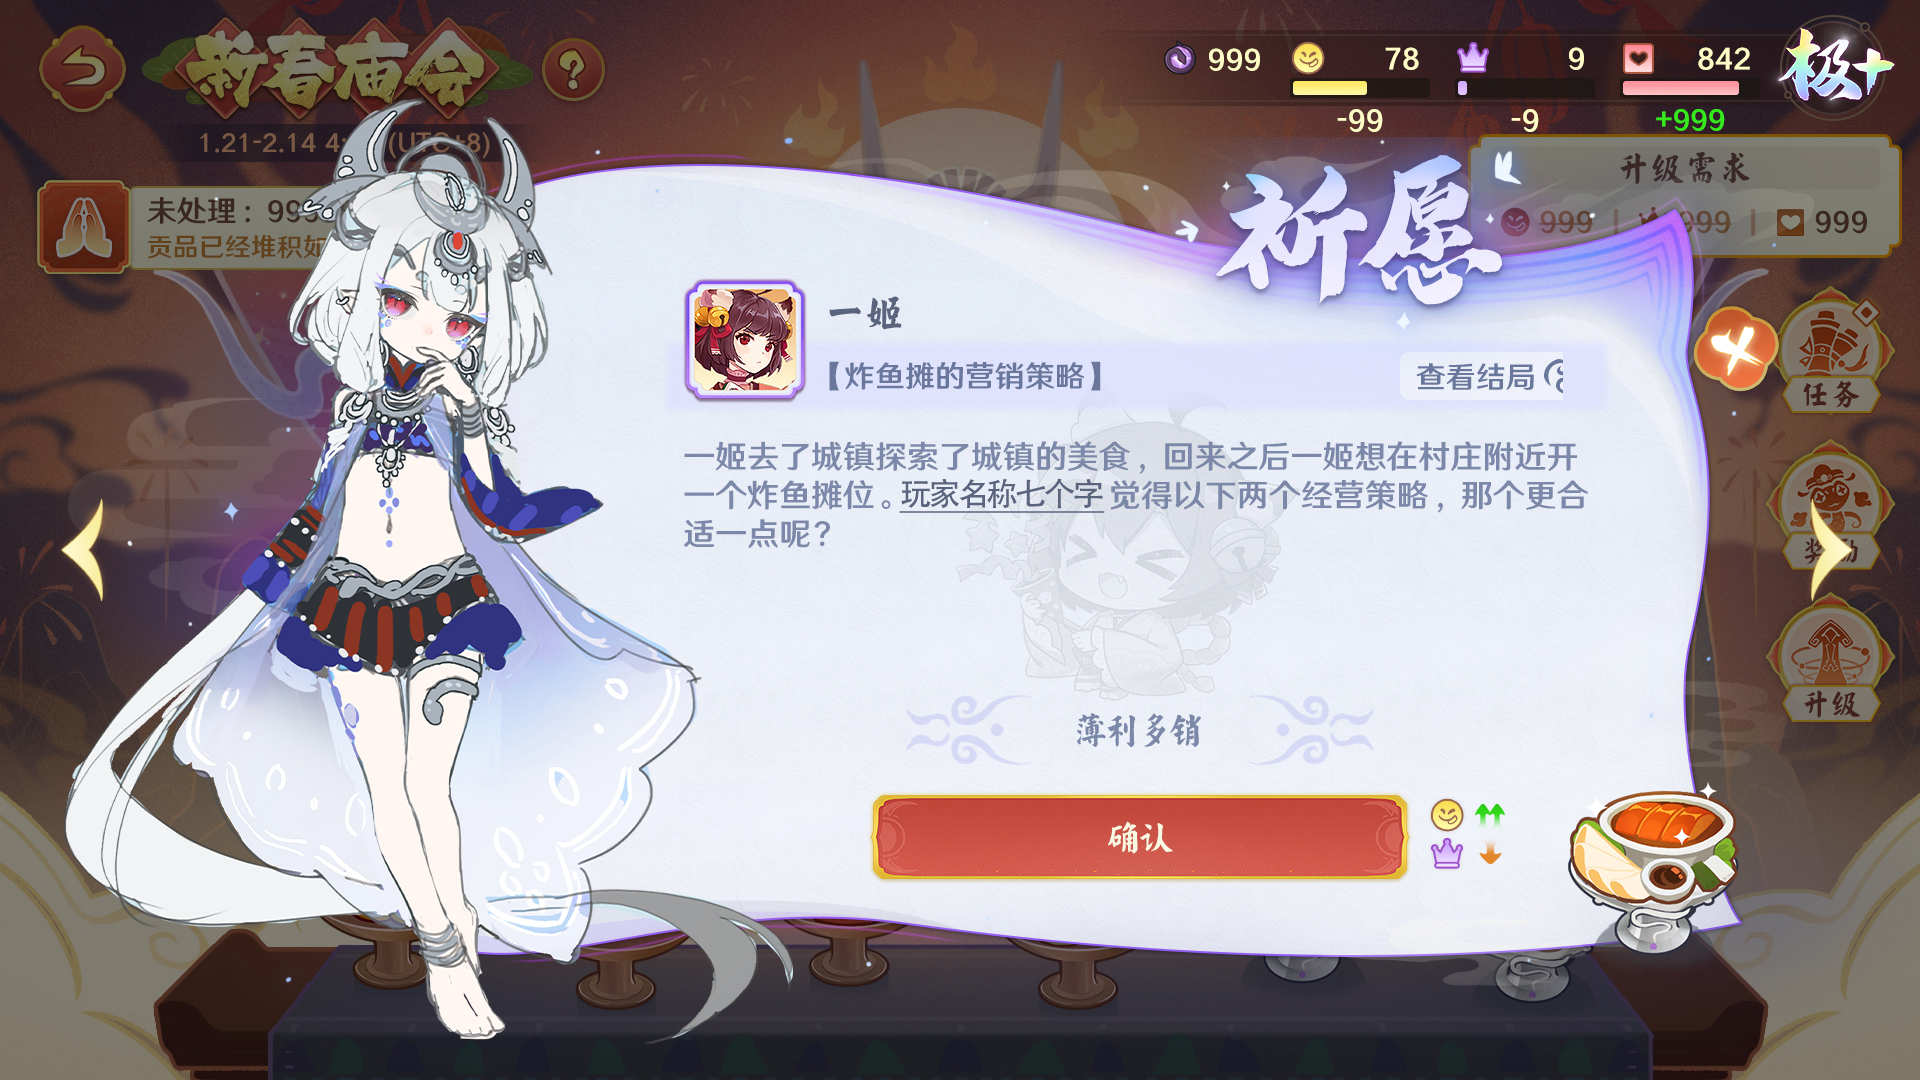 新春庙会
?
999
78
9
842
极+
-99
-9
+999
1.21-2.14 4:
(UTC+8)
升级需求
999 | 999 | 999
未处理：99
贡品已经堆积如
祈愿
一姬
【炸鱼摊的营销策略】
查看结局
一姬去了城镇探索了城镇的美食，回来之后一姬想在村庄附近开
一个炸鱼摊位。玩家名称七个字 觉得以下两个经营策略，那个更合
适一点呢？
任务
奖励
升级
薄利多销
确认